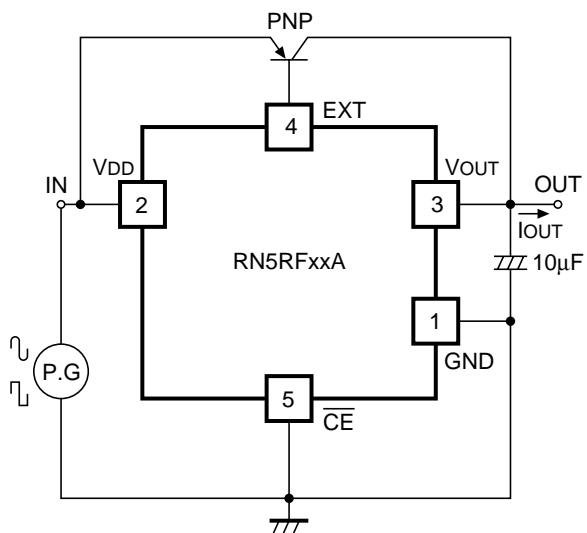 PNP
EXT
4
VDD
VOUT
IN
OUT
2
3
IOUT
RN5RFxxA
10µF
1
GND
P.G
5
CE